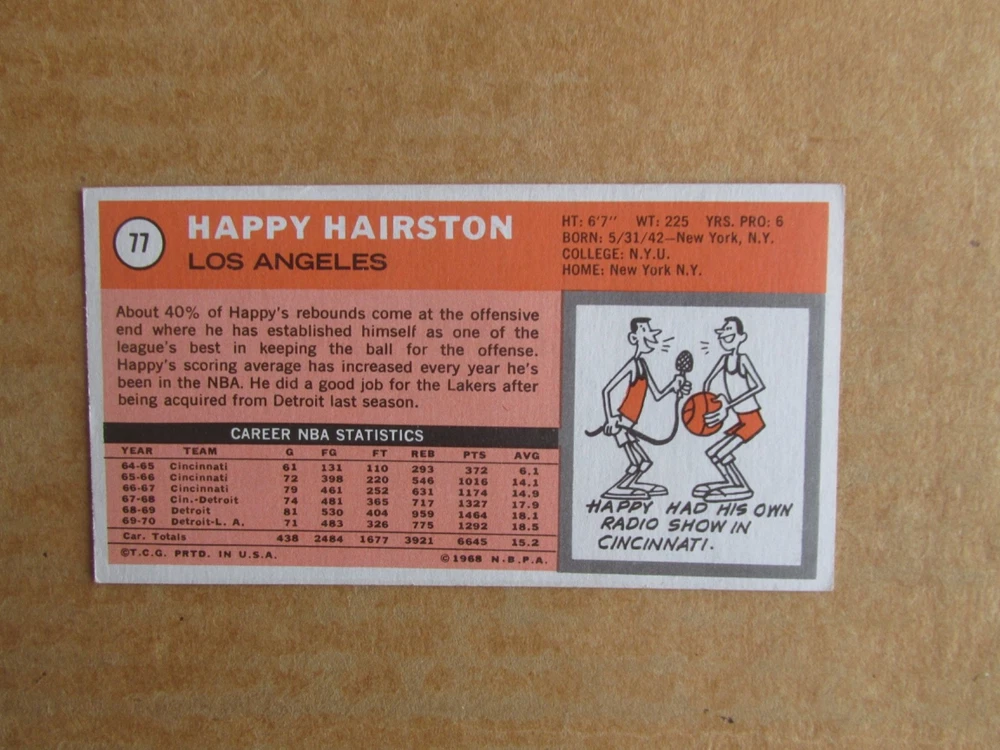 77
HAPPY HAIRSTON
LOS ANGELES
HT: 6'7" WT: 225 YRS. PRO: 6
BORN: 5/31/42—New York, N.Y.
COLLEGE: N.Y.U.
HOME: New York N.Y.
About 40% of Happy's rebounds come at the offensive
end where he has established himself as one of the
league's best in keeping the ball for the offense.
Happy's scoring average has increased every year he's
been in the NBA. He did a good job for the Lakers after
being acquired from Detroit last season.
CAREER NBA STATISTICS
YEAR TEAM G FG FT REB PTS AVG
64-65 Cincinnati 61 131 110 293 372 6.1
65-66 Cincinnati 72 398 220 546 1016 14.1
66-67 Cincinnati 79 461 252 631 1174 14.9
67-68 Cin.-Detroit 74 481 365 717 1327 17.9
68-69 Detroit 81 530 404 959 1464 18.1
69-70 Detroit-L. A. 71 483 326 775 1292 18.5
Car. Totals 438 2484 1677 3921 6645 15.2
©T.C.G. PRTD. IN U.S.A. ©1968 N.B.P.A.
HAPPY HAD HIS OWN
RADIO SHOW IN
CINCINNATI.